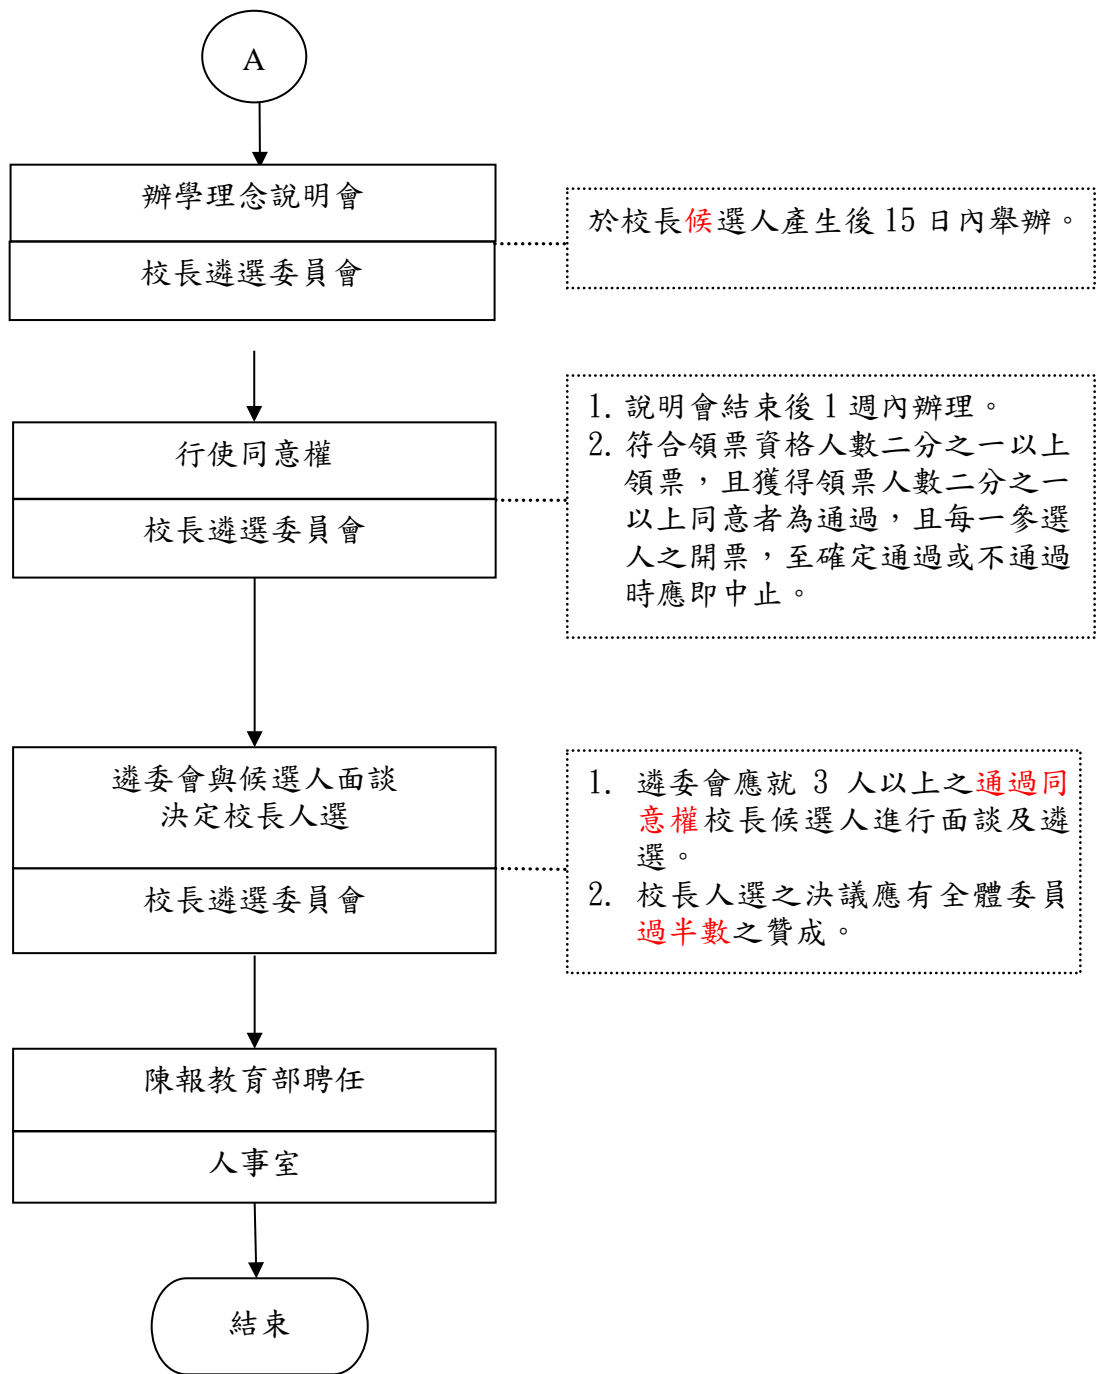 A
辦學理念說明會
校長遴選委員會
於校長候選人產生後 15 日內舉辦。
行使同意權
校長遴選委員會
1. 說明會結束後 1 週內辦理。
2. 符合領票資格人數二分之一以上
領票，且獲得領票人數二分之一
以上同意者為通過，且每一參選
人之開票，至確定通過或不通過
時應即中止。
遴委會與候選人面談
決定校長人選
校長遴選委員會
1. 遴委會應就 3 人以上之通過同
意權校長候選人進行面談及遴
選。
2. 校長人選之決議應有全體委員
過半數之贊成。
陳報教育部聘任
人事室
結束